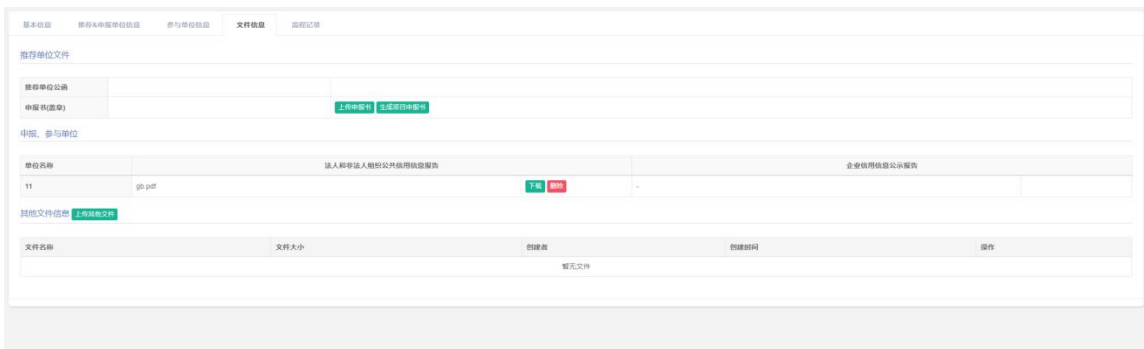 基本信息 推荐&申报单位信息 参与单位信息 文件信息 流程记录
推荐单位文件
推荐单位公函
申报书(盖章) 上传申报书 生成项目申报书
申报、参与单位
单位名称 法人和非法人组织公共信用信息报告 企业信用信息公示报告
11 gb.pdf 下载 删除 -
其他文件信息 上传其他文件
文件名称 文件大小 创建者 创建时间 操作
暂无文件